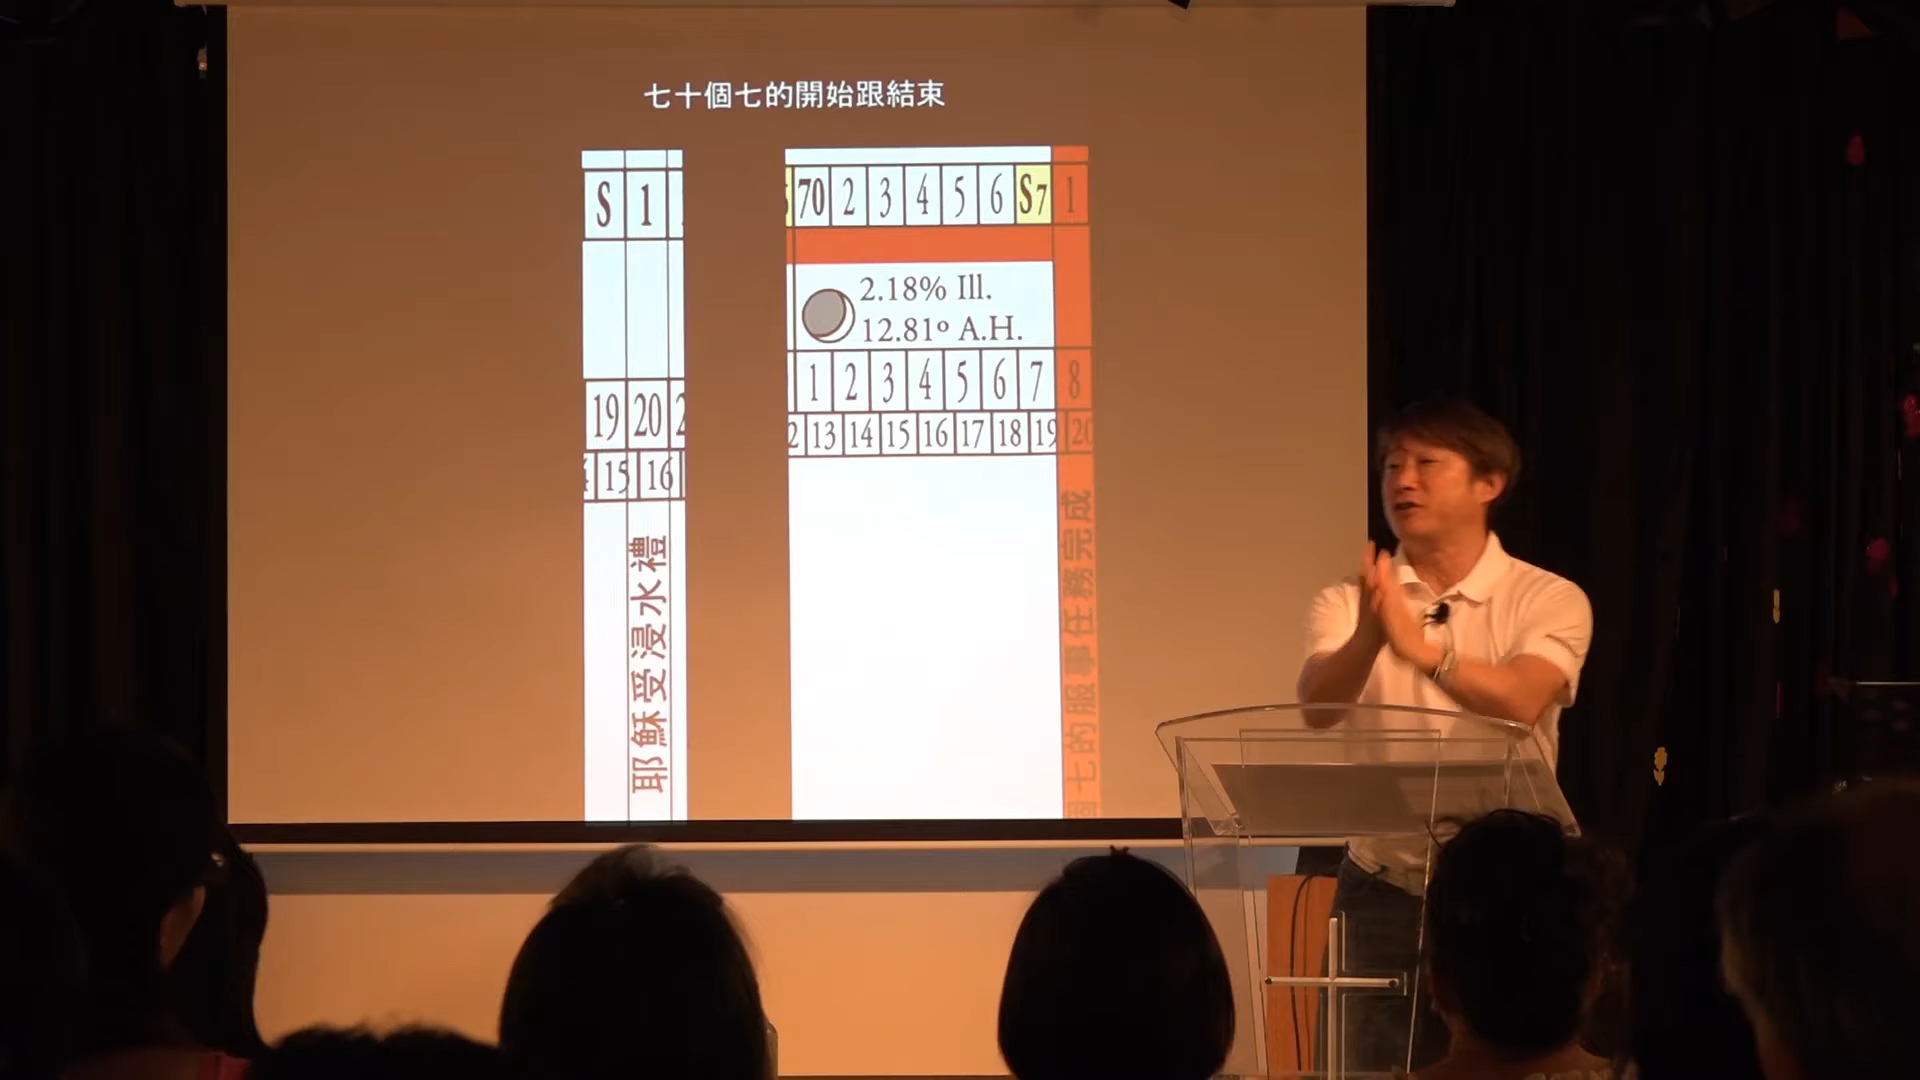 七十個七的開始跟結束
S 1
19 20
15 16
耶穌受浸水禮
70 2 3 4 5 6 S7 1
2.18% Ill.
12.81º A.H.
1 2 3 4 5 6 7 8
2 13 14 15 16 17 18 19 20
個七的服事任務完成